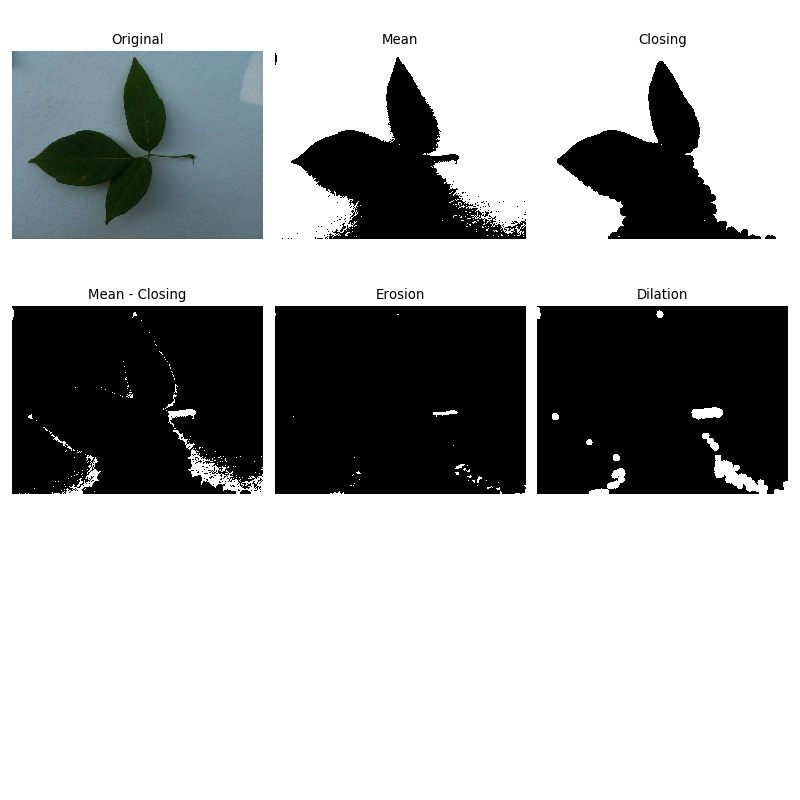 Original
Mean
Closing
Mean - Closing
Erosion
Dilation